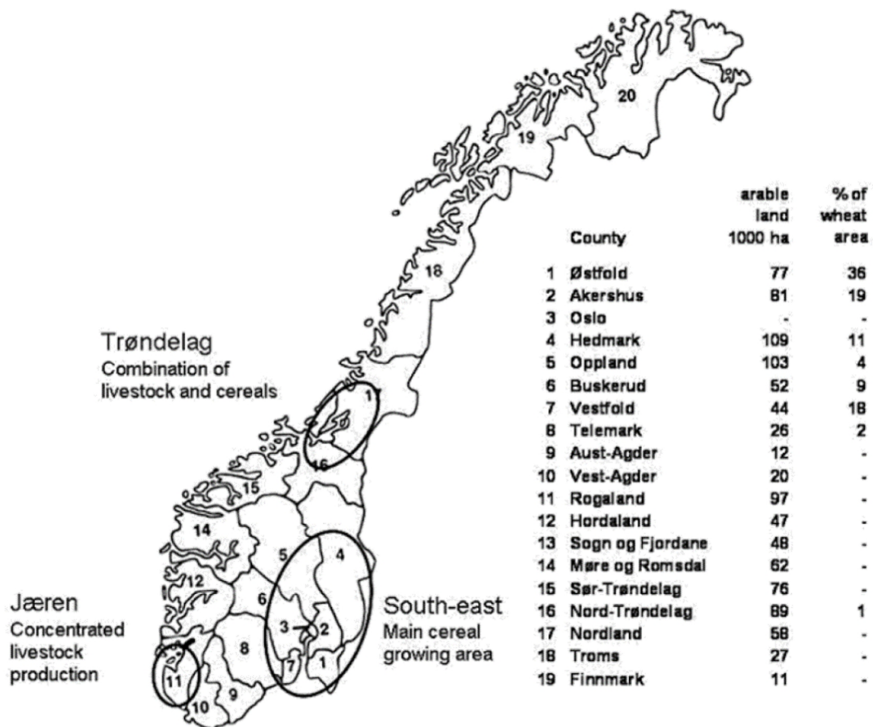 20
19
18
Trøndelag
Combination of
livestock and cereals
17
16
15
14
5
4
12
6
Jæren
Concentrated
livestock
production
South-east
Main cereal
growing area
3
2
8
7
1
11
10
9
arable % of
land wheat
County 1000 ha area
1 Østfold 77 36
2 Akershus 81 19
3 Oslo - -
4 Hedmark 109 11
5 Oppland 103 4
6 Buskerud 52 9
7 Vestfold 44 18
8 Telemark 26 2
9 Aust-Agder 12 -
10 Vest-Agder 20 -
11 Rogaland 97 -
12 Hordaland 47 -
13 Sogn og Fjordane 48 -
14 Møre og Romsdal 62 -
15 Sør-Trøndelag 76 -
16 Nord-Trøndelag 89 1
17 Nordland 58 -
18 Troms 27 -
19 Finnmark 11 -